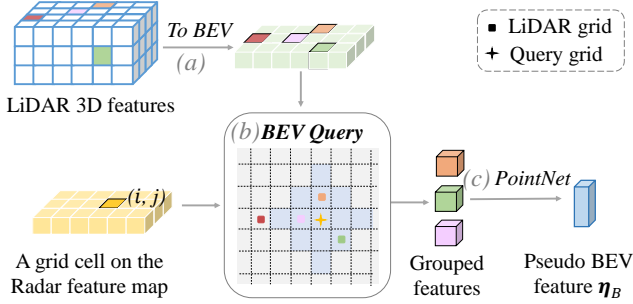 To BEV
(a)
LiDAR 3D features
LiDAR grid
Query grid
(b) BEV Query
(i, j)
A grid cell on the
Radar feature map
(c) PointNet
Grouped
features
Pseudo BEV
feature η_B